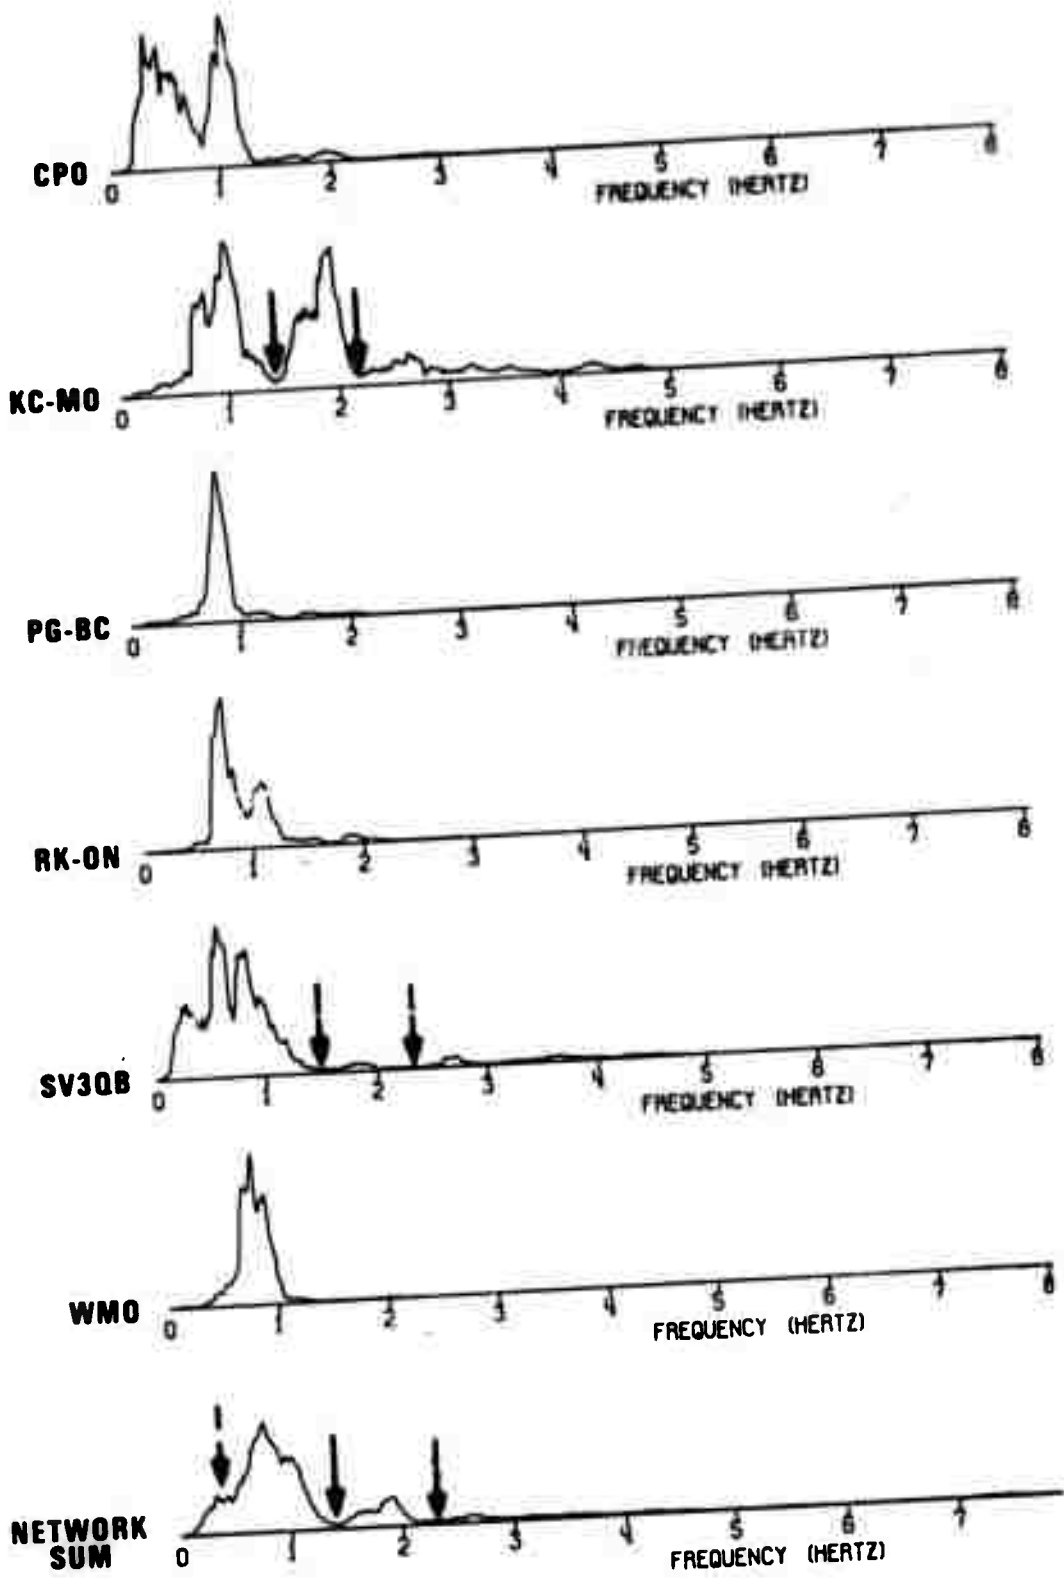 CPO
0 1 2 3 4 5 6 7 8
FREQUENCY (HERTZ)
KC-MO
0 1 2 3 4 5 6 7 8
FREQUENCY (HERTZ)
PG-BC
0 1 2 3 4 5 6 7 8
FREQUENCY (HERTZ)
RK-ON
0 1 2 3 4 5 6 7 8
FREQUENCY (HERTZ)
SV3QB
0 1 2 3 4 5 6 7 8
FREQUENCY (HERTZ)
WMO
0 1 2 3 4 5 6 7 8
FREQUENCY (HERTZ)
NETWORK
SUM
0 1 2 3 4 5 6 7
FREQUENCY (HERTZ)